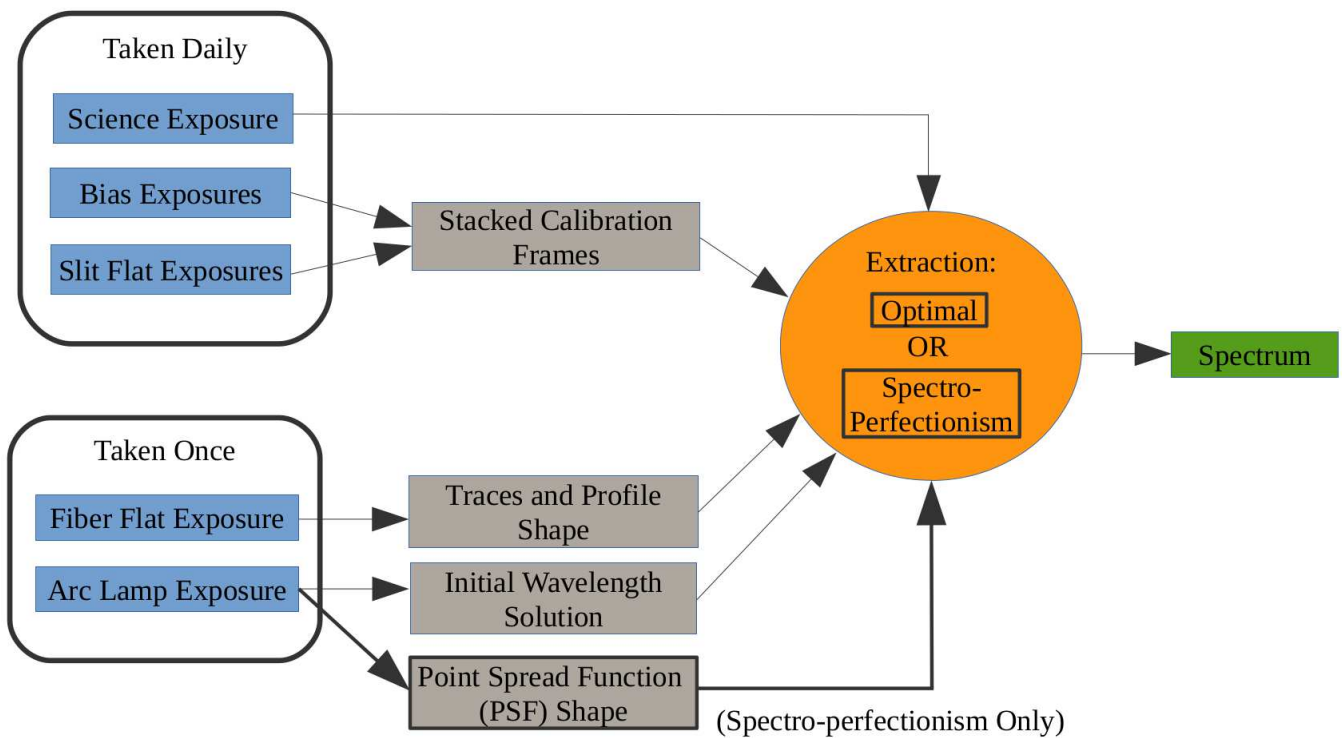 Taken Daily
Science Exposure
Bias Exposures
Slit Flat Exposures
Stacked Calibration
Frames
Extraction:
Optimal
OR
Spectro-
Perfectionism
Spectrum
Taken Once
Fiber Flat Exposure
Arc Lamp Exposure
Traces and Profile
Shape
Initial Wavelength
Solution
Point Spread Function
(PSF) Shape
(Spectro-perfectionism Only)